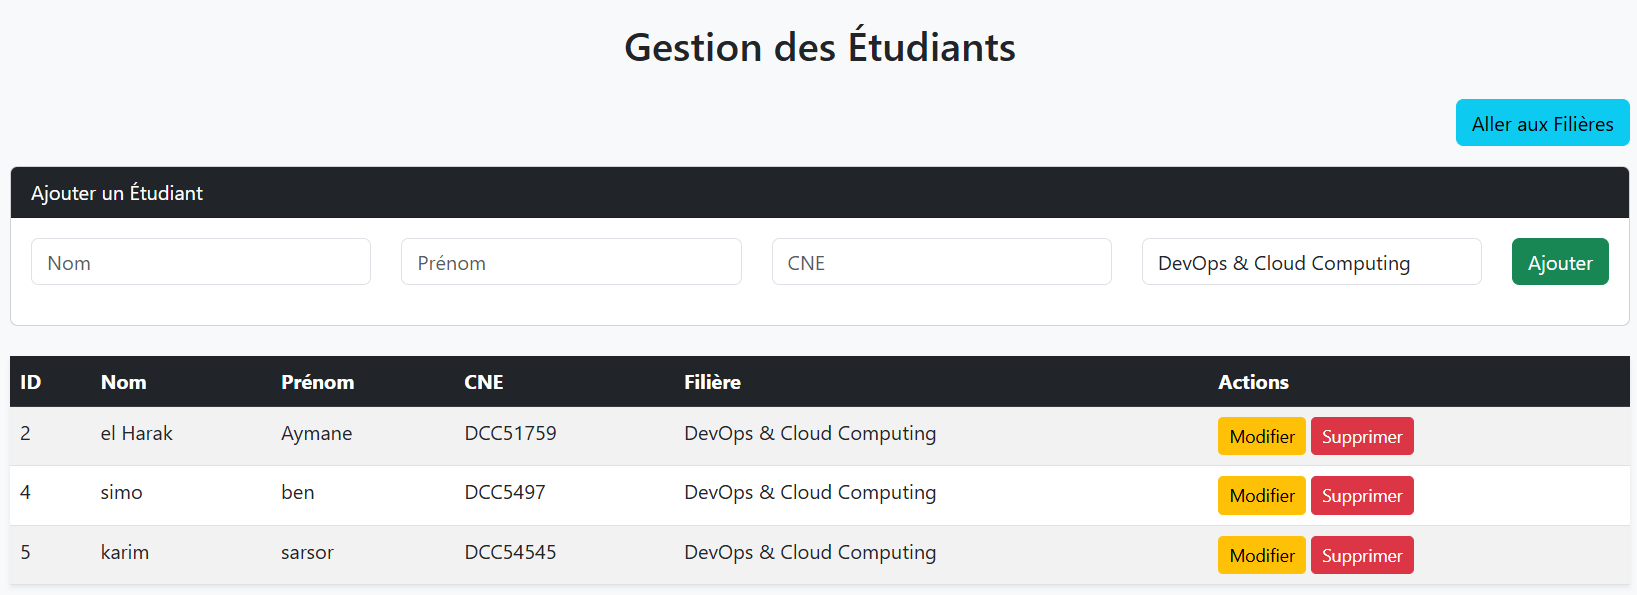 Gestion des Étudiants
Aller aux Filières
Ajouter un Étudiant
Nom Prénom CNE DevOps & Cloud Computing Ajouter
ID Nom Prénom CNE Filière Actions
2 el Harak Aymane DCC51759 DevOps & Cloud Computing Modifier Supprimer
4 simo ben DCC5497 DevOps & Cloud Computing Modifier Supprimer
5 karim sarsor DCC54545 DevOps & Cloud Computing Modifier Supprimer